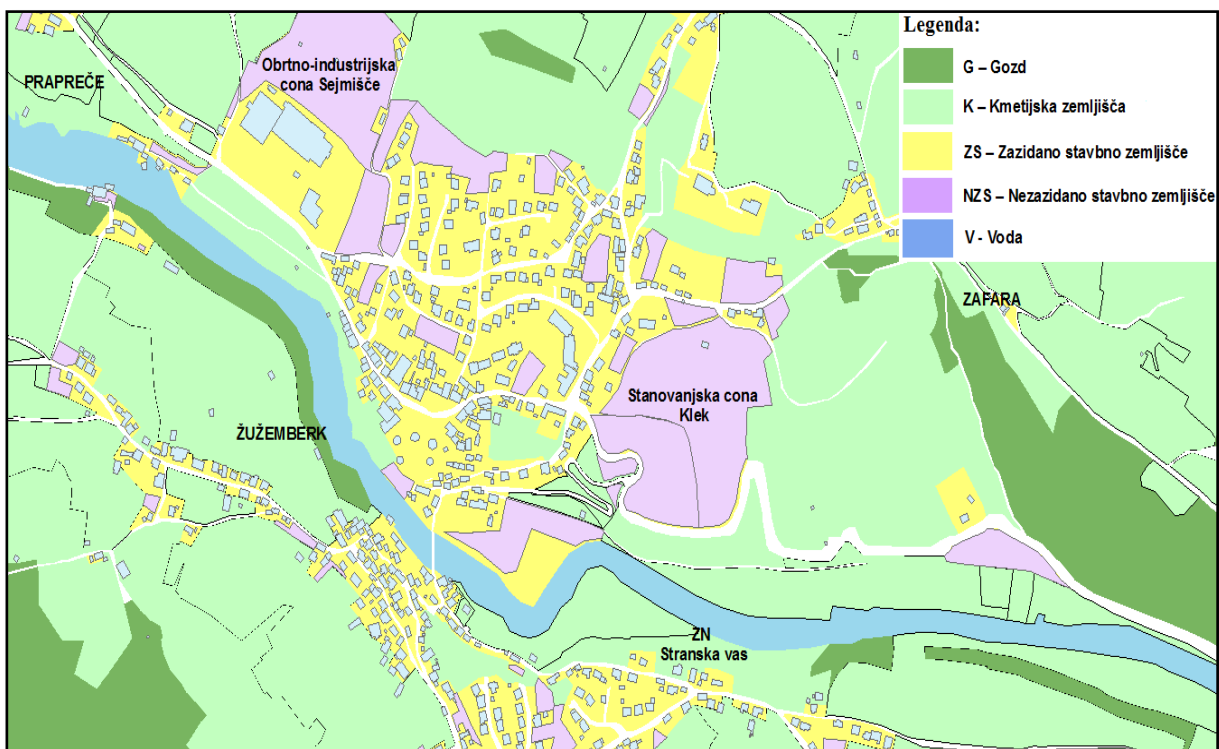 Legenda:
G – Gozd
K – Kmetijska zemljišča
ZS – Zazidano stavbno zemljišče
NZS – Nezazidano stavbno zemljišče
V - Voda
Obrtno-industrijska
cona Sejmišče
PRAPREČE
ZAFARA
Stanovanjska cona
Klek
ŽUŽEMBERK
ZN
Stranska vas